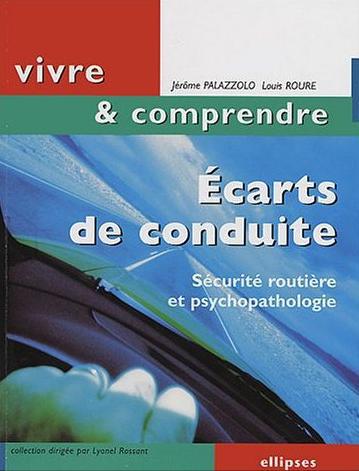 vivre
Jérôme PALAZZOLO Louis ROURE
& comprendre
Écarts
de conduite
Sécurité routière
et psychopathologie
collection dirigée par Lyonel Rossant
ellipses